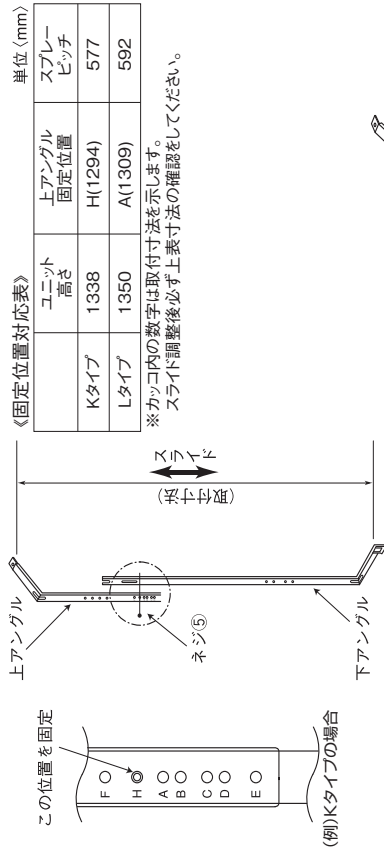 《固定位置対応表》
単位〈mm〉
ユニット高さ
上アングル固定位置
スプレーピッチ
Kタイプ 1338 H(1294) 577
Lタイプ 1350 A(1309) 592
※カッコ内の数字は取付寸法を示します。
スライド調整後必ず上表寸法の確認をしてください。
上アングル
スライド
(取付寸法)
ネジ⑤
下アングル
この位置を固定
F
H
A
B
C
D
E
(例)Kタイプの場合